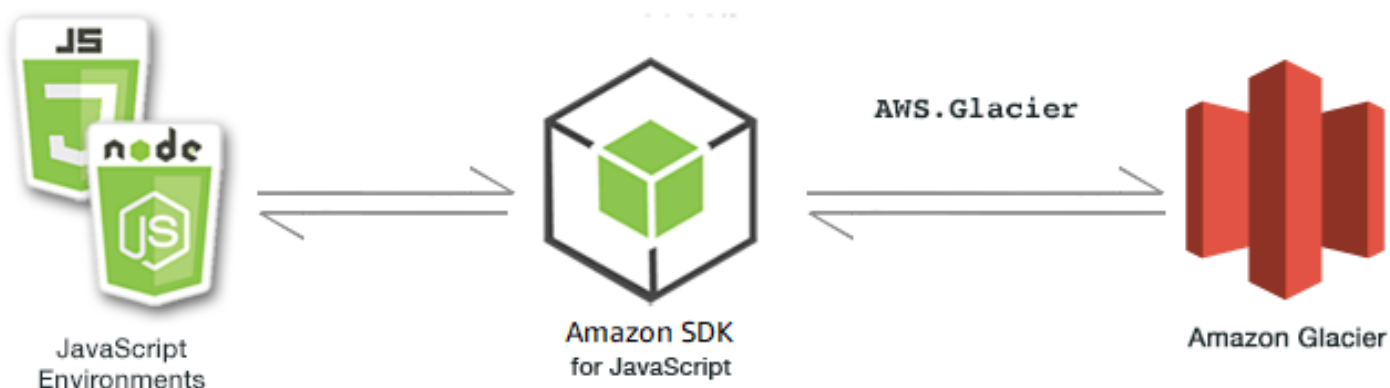 JS
node
JS
AWS.Glacier
JavaScript
Environments
Amazon SDK
for JavaScript
Amazon Glacier